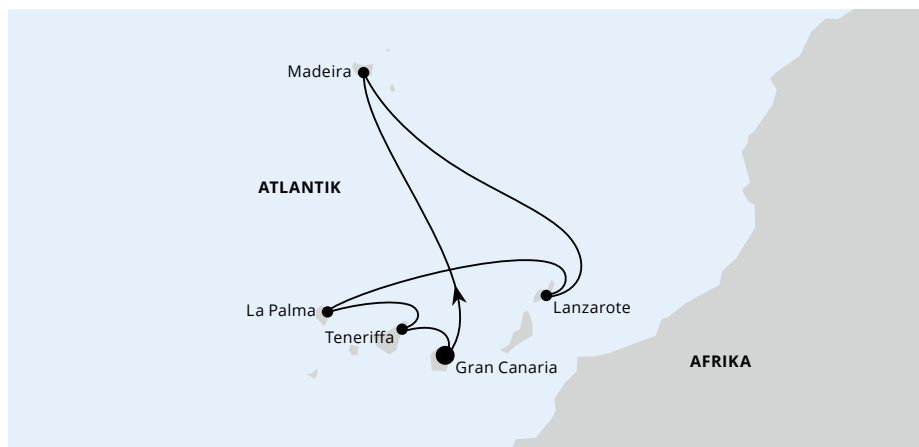 Madeira
ATLANTIK
La Palma
Lanzarote
Teneriffa
AFRIKA
Gran Canaria